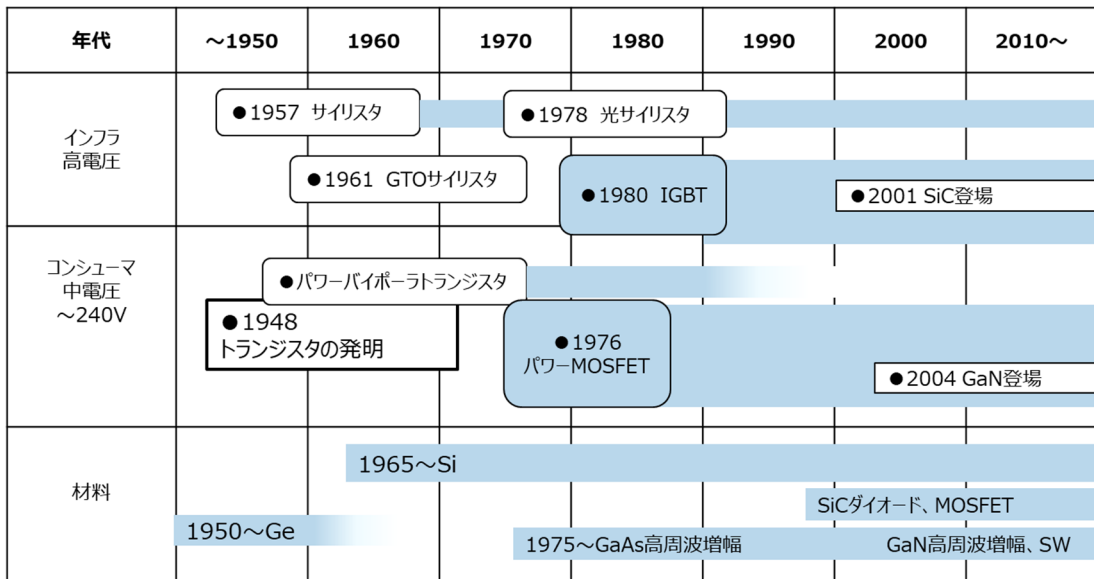 年代
～1950
1960
1970
1980
1990
2000
2010～
インフラ
高電圧
●1957 サイリスタ
●1978 光サイリスタ
●1961 GTOサイリスタ
●1980 IGBT
●2001 SiC登場
コンシューマ
中電圧
～240V
●パワーバイポーラトランジスタ
●1948
トランジスタの発明
●1976
パワーMOSFET
●2004 GaN登場
材料
1965～Si
SiCダイオード、MOSFET
1950～Ge
1975～GaAs高周波増幅
GaN高周波増幅、SW